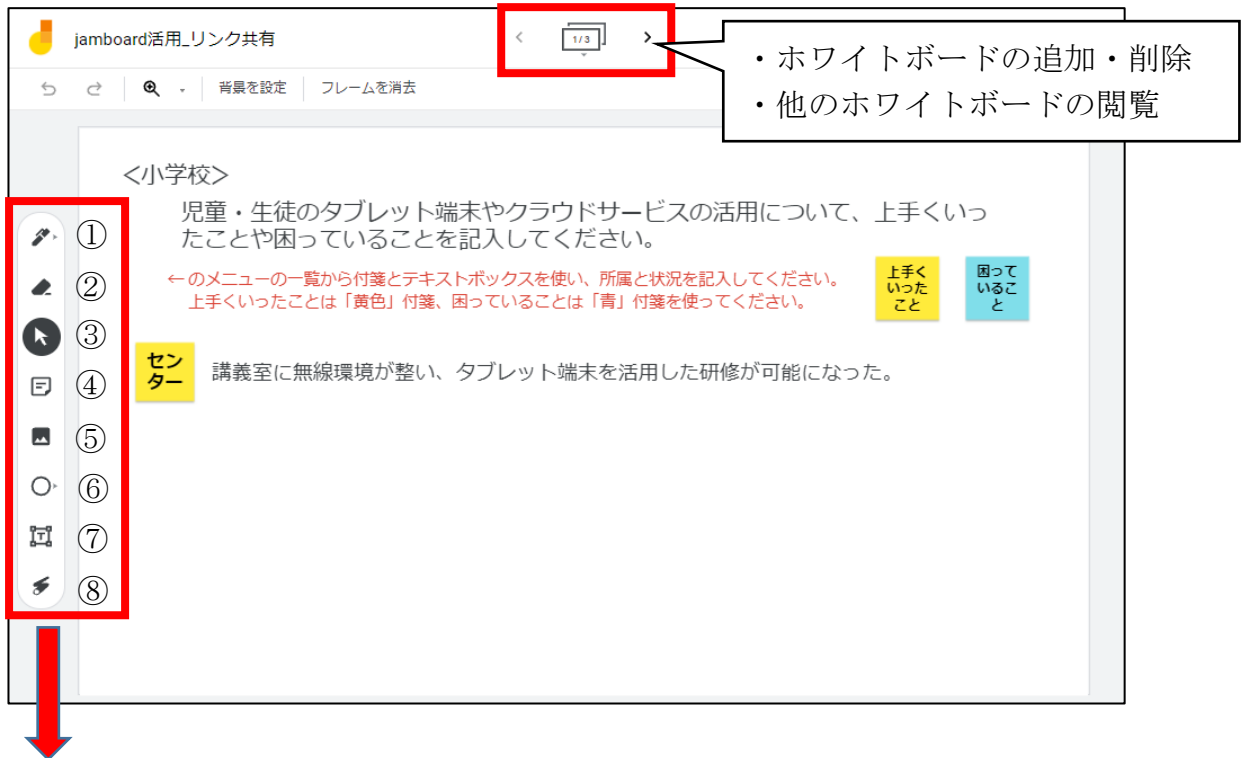 jamboard活用_リンク共有
1/3
・ホワイトボードの追加・削除
・他のホワイトボードの閲覧
背景を設定
フレームを消去
<小学校>
児童・生徒のタブレット端末やクラウドサービスの活用について、上手くいっ
たことや困っていることを記入してください。
←のメニューの一覧から付箋とテキストボックスを使い、所属と状況を記入してください。
上手くいったことは「黄色」付箋、困っていることは「青」付箋を使ってください。
上手く
いった
こと
困って
いるこ
と
セン
ター
講義室に無線環境が整い、タブレット端末を活用した研修が可能になった。
①
②
③
④
⑤
⑥
⑦
⑧